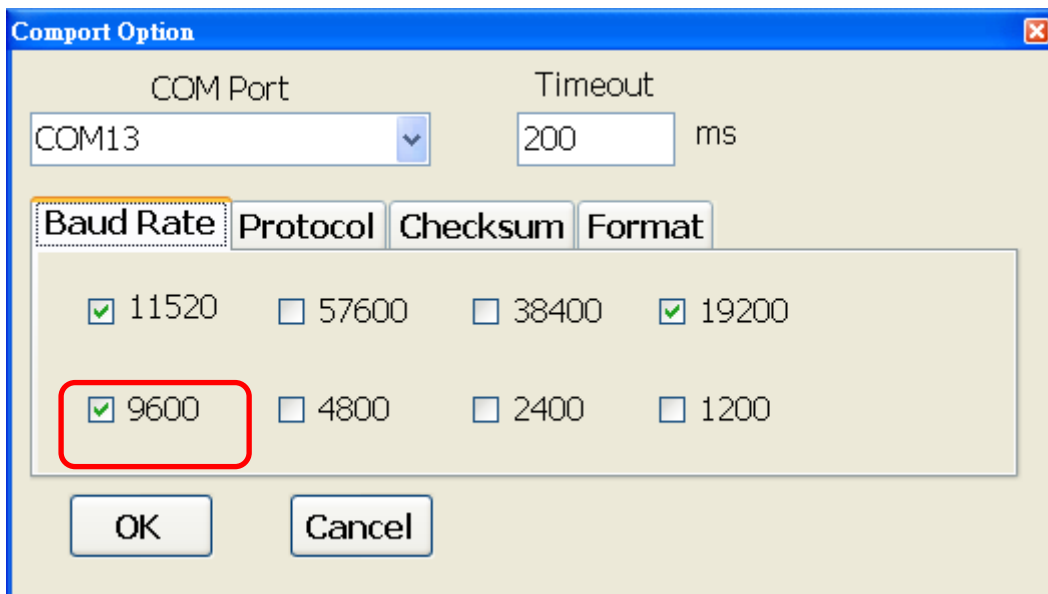 Comport Option
COM Port Timeout
COM13 200 ms
Baud Rate Protocol Checksum Format
11520 57600 38400 19200
9600 4800 2400 1200
OK Cancel